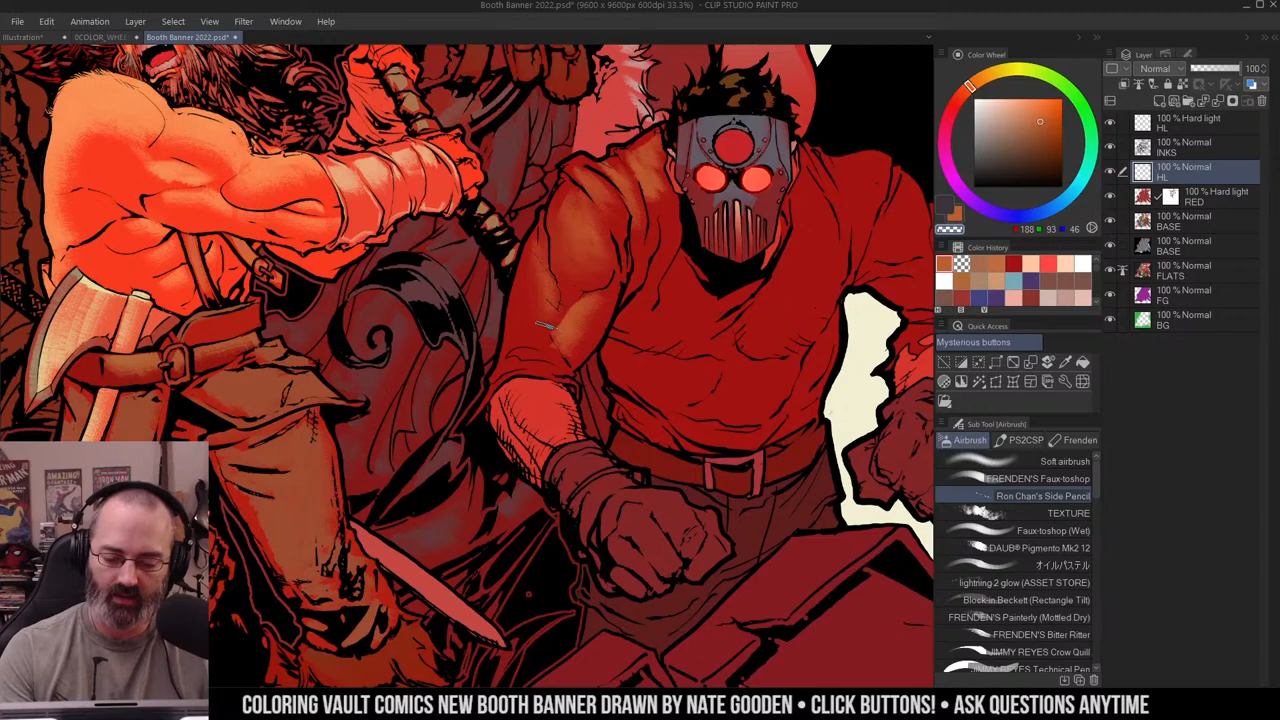 Booth Banner 2022.psd* (9600 x 9600px 600dpi 33.3%) - CLIP STUDIO PAINT PRO
File Edit Animation Layer Select View Filter Window Help
Illustration* 0COLOR_WHE Booth Banner 2022.psd*
Color Wheel
188 93 46
Color History
H S V
Quick Access
Mysterious buttons
Sub Tool [Airbrush]
Airbrush PS2CSP Frenden
Soft airbrush
FRENDEN'S Faux-toshop
Ron Chan's Side Pencil
TEXTURE
Faux-toshop (Wet)
DAUB® Pigmento Mk2 12
オイルパステル
lightning 2 glow (ASSET STORE)
Block-in Beckett (Rectangle Tilt)
FRENDEN'S Painterly (Mottled Dry)
FRENDEN'S Bitter Ritter
JIMMY REYES Crow Quill
JIMMY REYES Technical Pen
Layer
Normal 100
100 % Hard light
HL
100 % Normal
INKS
100 % Normal
HL
100 % Hard light
RED
100 % Normal
BASE
100 % Normal
BASE
100 % Normal
FLATS
100 % Normal
FG
100 % Normal
BG
COLORING VAULT COMICS NEW BOOTH BANNER DRAWN BY NATE GOODEN • CLICK BUTTONS! • ASK QUESTIONS ANYTIME